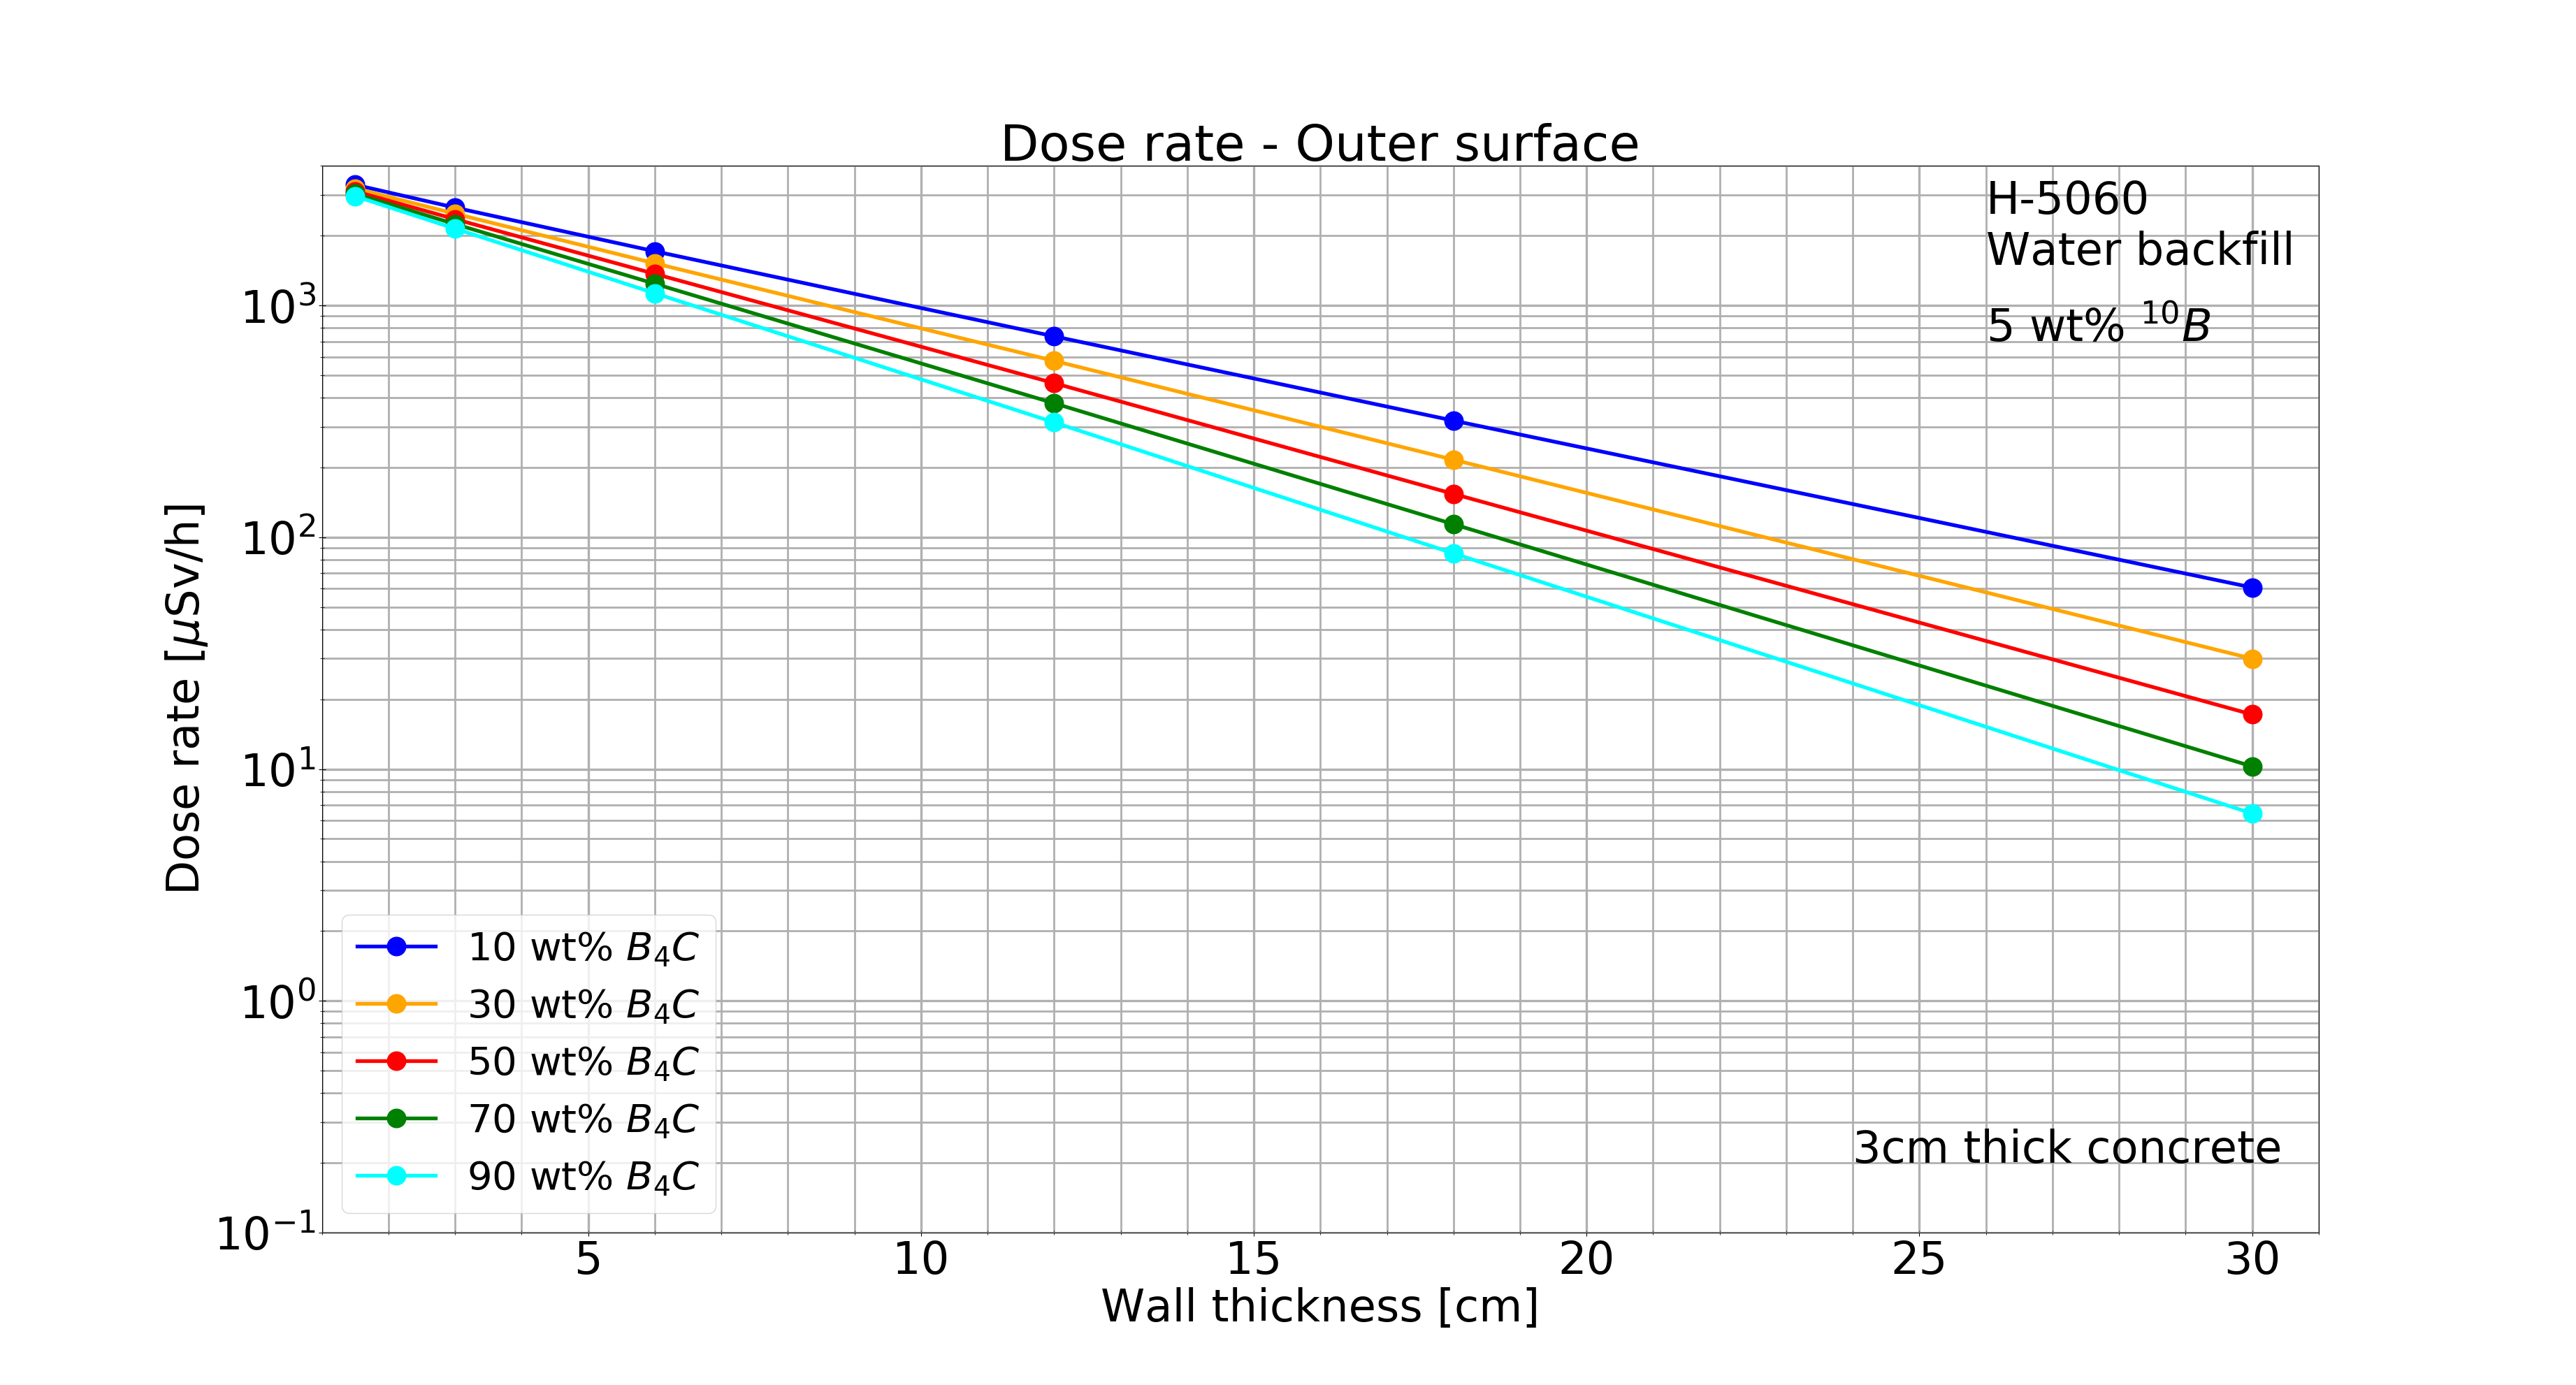 Dose rate - Outer surface
H-5060
Water backfill
5 wt% ¹⁰B
Dose rate [μSv/h]
10³
10²
10¹
10⁰
10⁻¹
10 wt% B₄C
30 wt% B₄C
50 wt% B₄C
70 wt% B₄C
90 wt% B₄C
3cm thick concrete
5 10 15 20 25 30
Wall thickness [cm]